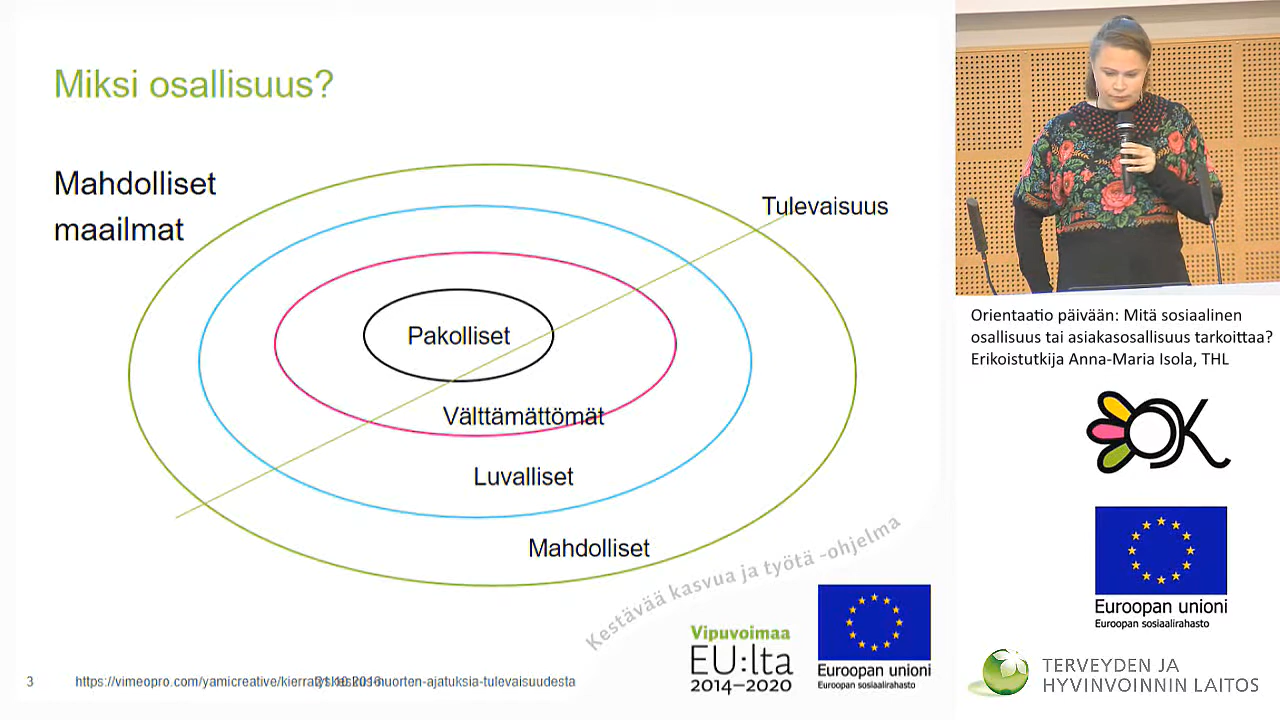 Miksi osallisuus?
Mahdolliset
maailmat
Tulevaisuus
Pakolliset
Välttämättömät
Luvalliset
Mahdolliset
Kestävää kasvua ja työtä -ohjelma
Vipuvoimaa
EU:lta
2014–2020
Euroopan unioni
Euroopan sosiaalirahasto
3
Orientaatio päivään: Mitä sosiaalinen
osallisuus tai asiakasosallisuus tarkoittaa?
Erikoistutkija Anna-Maria Isola, THL
OK
Euroopan unioni
Euroopan sosiaalirahasto
TERVEYDEN JA
HYVINVOINNIN LAITOS